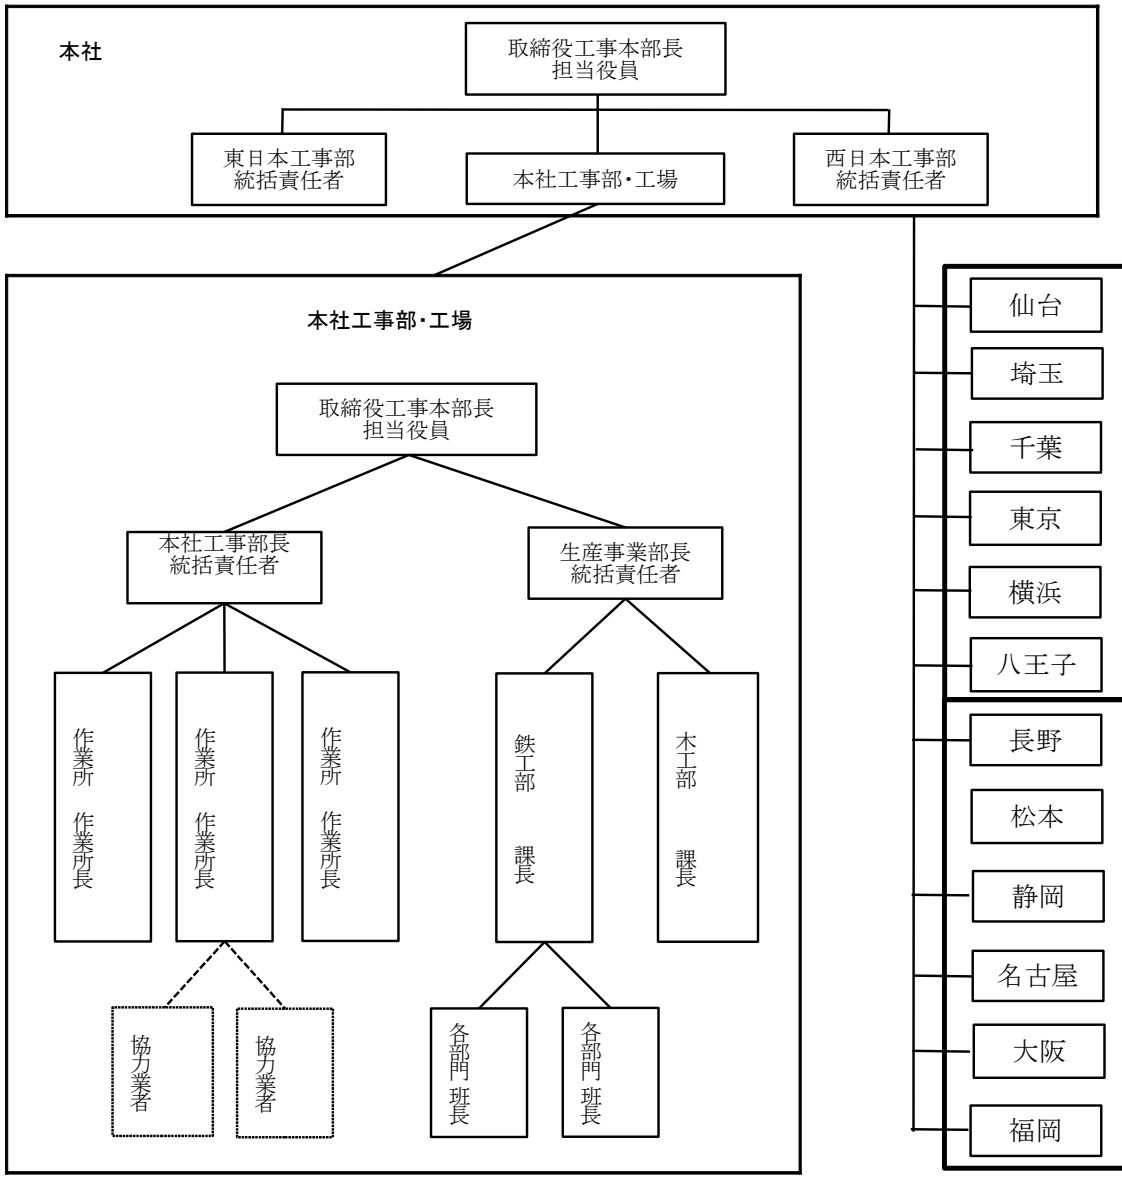 本社
取締役工事本部長
担当役員
東日本工事部
統括責任者
本社工事部・工場
西日本工事部
統括責任者
本社工事部・工場
取締役工事本部長
担当役員
本社工事部長
統括責任者
生産事業部長
統括責任者
作業所 作業所長
作業所 作業所長
作業所 作業所長
鉄工部 課長
木工部 課長
協力業者
協力業者
各部門 班長
各部門 班長
仙台
埼玉
千葉
東京
横浜
八王子
長野
松本
静岡
名古屋
大阪
福岡